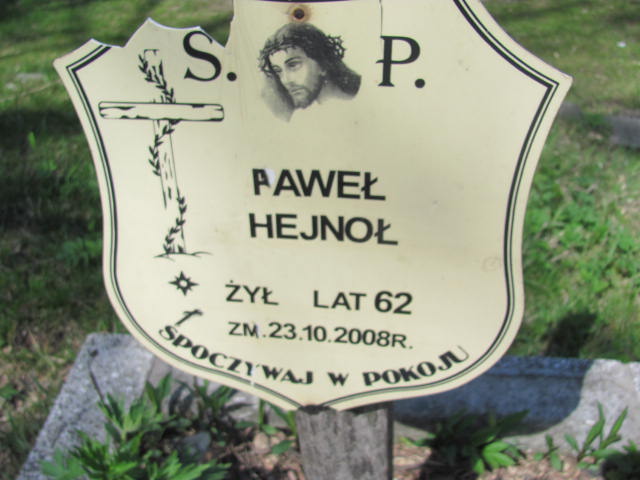 S. P.
PAWEŁ
HEJNOŁ
ŻYŁ LAT 62
ZM.23.10.2008R.
SPOCZYWAJ W POKOJU